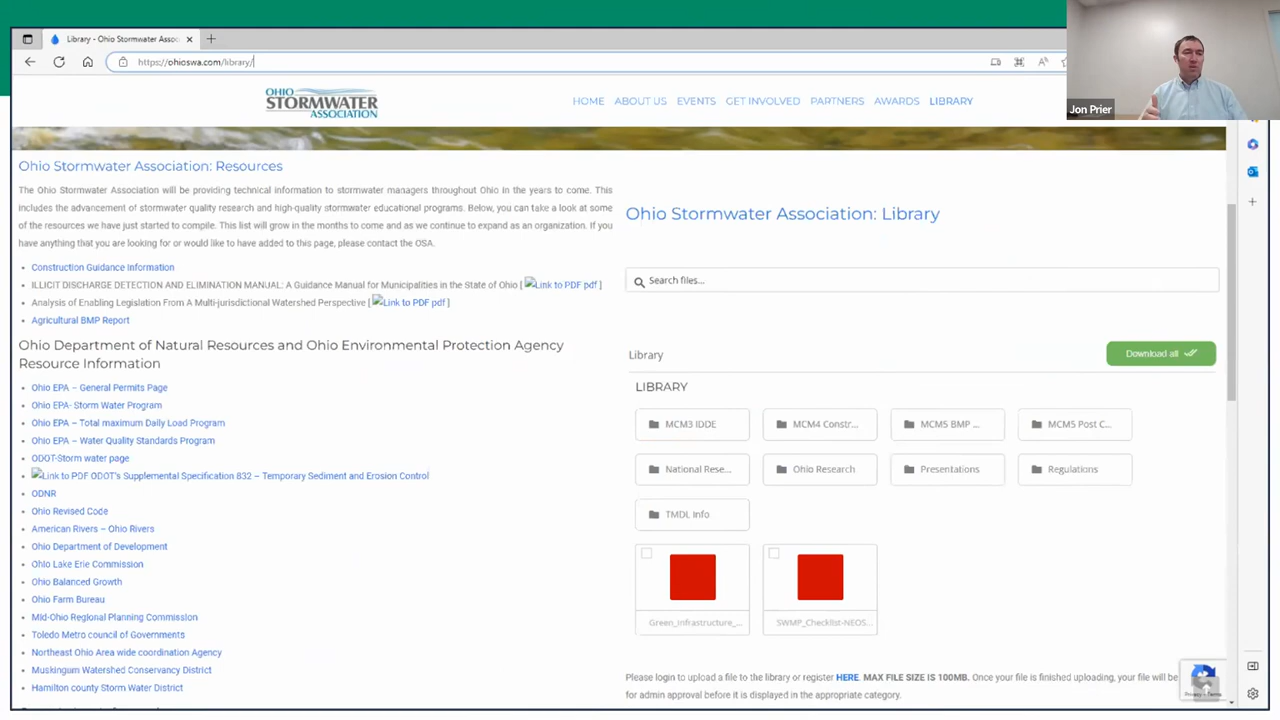 Library - Ohio Stormwater Assoc
https://ohioswa.com/library/
Jon Prier
OHIO
STORMWATER
ASSOCIATION
HOME ABOUT US EVENTS GET INVOLVED PARTNERS AWARDS LIBRARY
Ohio Stormwater Association: Resources
The Ohio Stormwater Association will be providing technical information to stormwater managers throughout Ohio in the years to come. This
includes the advancement of stormwater quality research and high-quality stormwater educational programs. Below, you can take a look at some
of the resources we have just started to compile. This list will grow in the months to come and as we continue to expand as an organization. If you
have anything that you are looking for or would like to have added to this page, please contact the OSA.
Construction Guidance Information
ILLICIT DISCHARGE DETECTION AND ELIMINATION MANUAL: A Guidance Manual for Municipalities in the State of Ohio [ Link to PDF pdf ]
Analysis of Enabling Legislation From A Multi-jurisdictional Watershed Perspective [ Link to PDF pdf ]
Agricultural BMP Report
Ohio Department of Natural Resources and Ohio Environmental Protection Agency
Resource Information
Ohio EPA – General Permits Page
Ohio EPA- Storm Water Program
Ohio EPA – Total maximum Daily Load Program
Ohio EPA – Water Quality Standards Program
ODOT-Storm water page
Link to PDF ODOT's Supplemental Specification 832 – Temporary Sediment and Erosion Control
ODNR
Ohio Revised Code
American Rivers – Ohio Rivers
Ohio Department of Development
Ohio Lake Erie Commission
Ohio Balanced Growth
Ohio Farm Bureau
Mid-Ohio Regional Planning Commission
Toledo Metro council of Governments
Northeast Ohio Area wide coordination Agency
Muskingum Watershed Conservancy District
Hamilton county Storm Water District
Ohio Stormwater Association: Library
Search files...
Library
Download all
LIBRARY
MCM3 IDDE
MCM4 Constr...
MCM5 BMP ...
MCM5 Post C...
National Rese...
Ohio Research
Presentations
Regulations
TMDL Info
Green_Infrastructure_...
SWMP_Checklist-NEOS...
Please login to upload a file to the library or register HERE. MAX FILE SIZE IS 100MB. Once your file is finished uploading, your file will be
for admin approval before it is displayed in the appropriate category.
Privacy - Terms